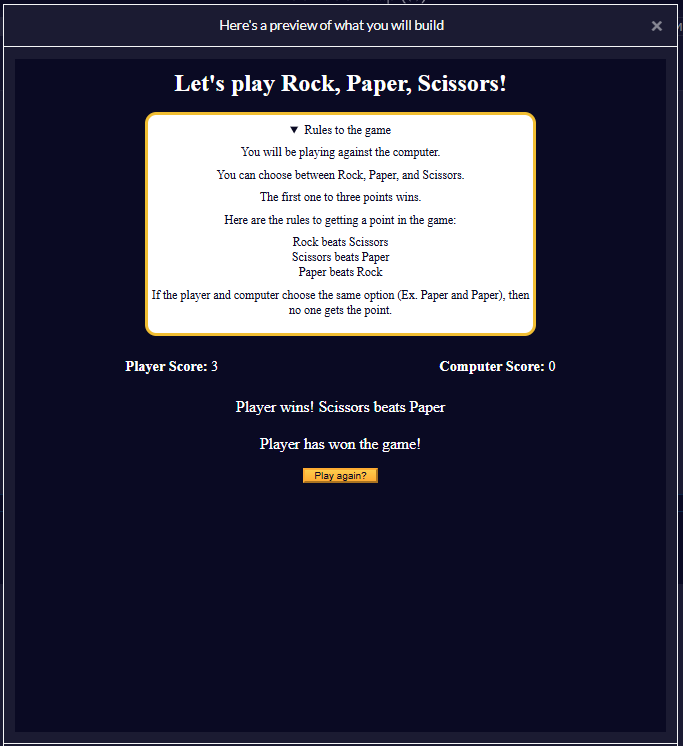 Here's a preview of what you will build
Let's play Rock, Paper, Scissors!
▼ Rules to the game
You will be playing against the computer.
You can choose between Rock, Paper, and Scissors.
The first one to three points wins.
Here are the rules to getting a point in the game:
Rock beats Scissors
Scissors beats Paper
Paper beats Rock
If the player and computer choose the same option (Ex. Paper and Paper), then
no one gets the point.
Player Score: 3
Computer Score: 0
Player wins! Scissors beats Paper
Player has won the game!
Play again?